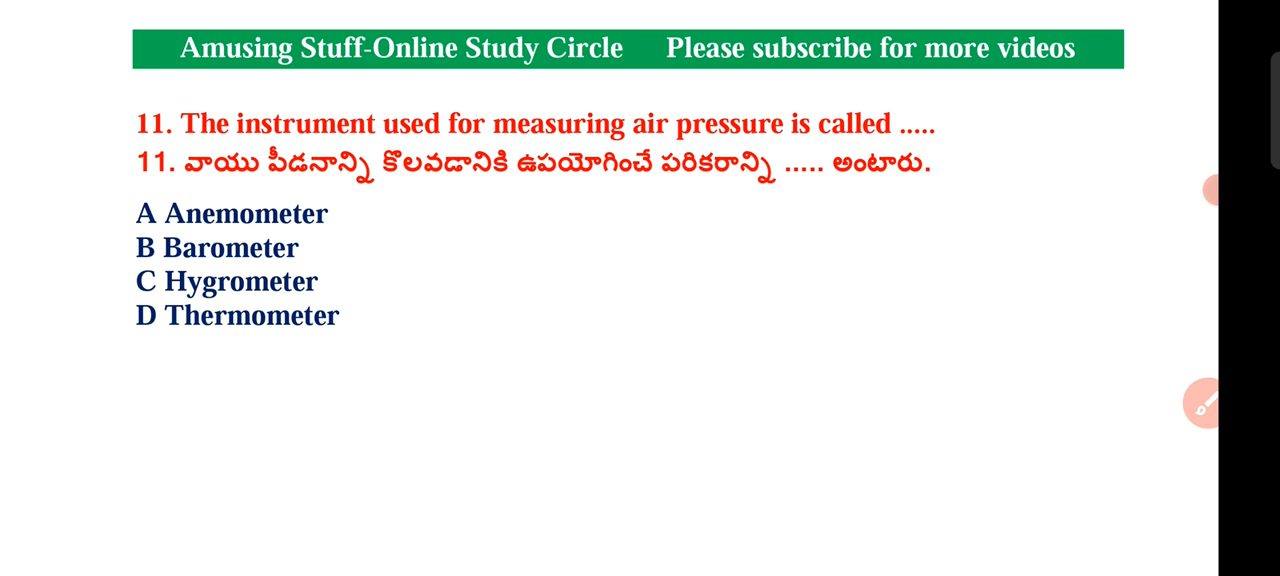 Amusing Stuff-Online Study Circle Please subscribe for more videos
11. The instrument used for measuring air pressure is called .....
11. వాయు పీడనాన్ని కొలవడానికి ఉపయోగించే పరికరాన్ని ..... అంటారు.
A Anemometer
B Barometer
C Hygrometer
D Thermometer